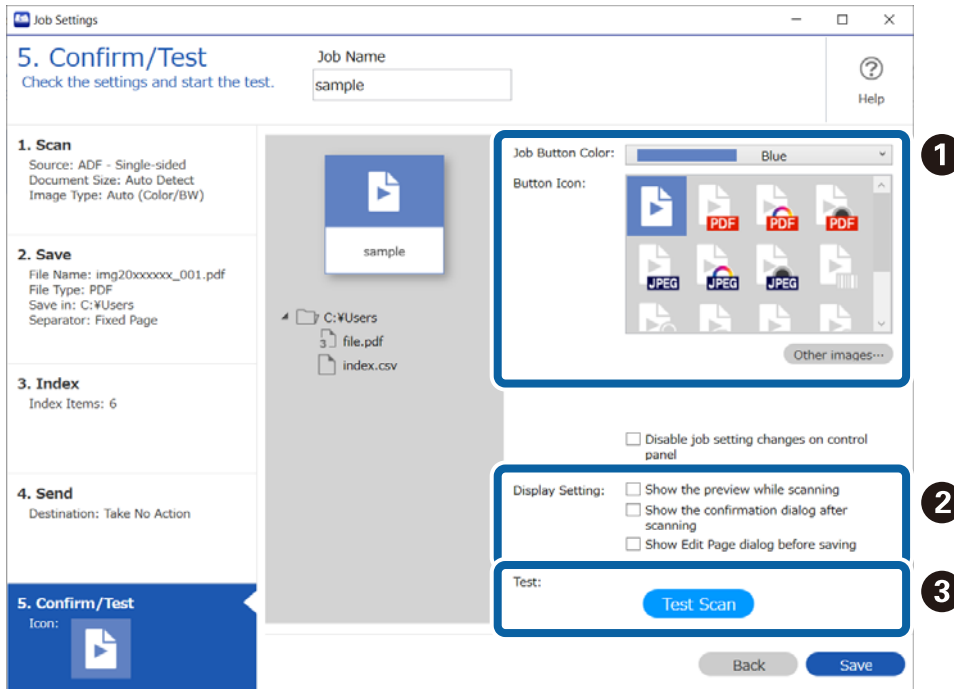 Job Settings
5. Confirm/Test
Check the settings and start the test.
Job Name
sample
Help
1. Scan
Source: ADF - Single-sided
Document Size: Auto Detect
Image Type: Auto (Color/BW)
2. Save
File Name: img20xxxxxx_001.pdf
File Type: PDF
Save in: C:¥Users
Separator: Fixed Page
3. Index
Index Items: 6
4. Send
Destination: Take No Action
5. Confirm/Test
Icon:
sample
C:¥Users
3 file.pdf
index.csv
1
Job Button Color: Blue
Button Icon:
PDF PDF PDF
JPEG JPEG JPEG
Other images…
Disable job setting changes on control
panel
2
Display Setting: Show the preview while scanning
Show the confirmation dialog after
scanning
Show Edit Page dialog before saving
3
Test:
Test Scan
Back Save